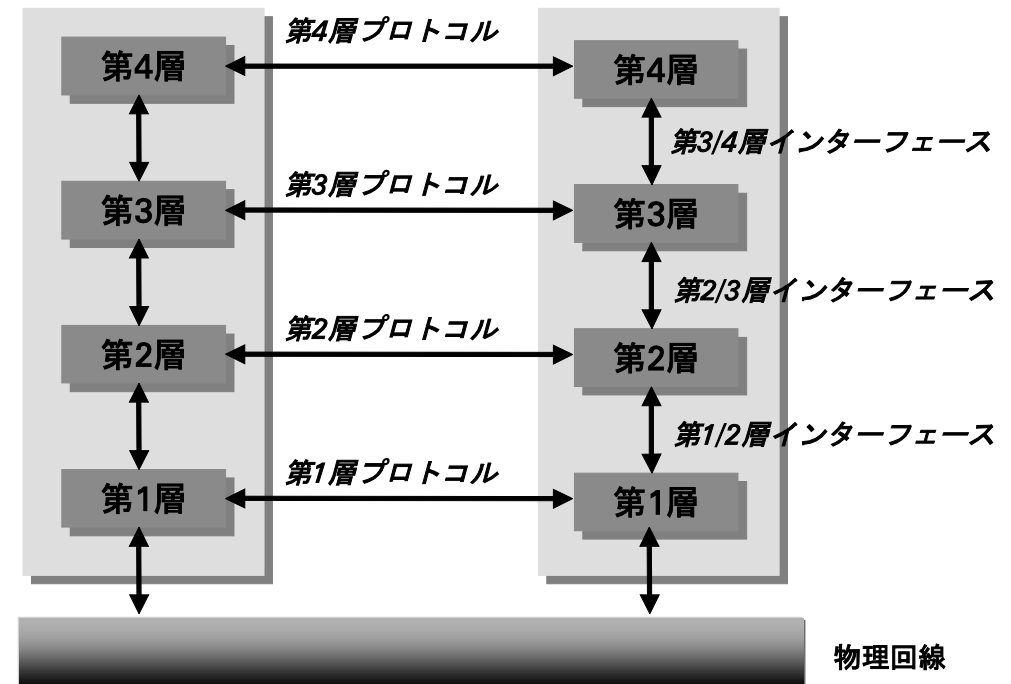 第4層プロトコル
第4層
第4層
第3/4層インターフェース
第3層プロトコル
第3層
第3層
第2/3層インターフェース
第2層プロトコル
第2層
第2層
第1/2層インターフェース
第1層プロトコル
第1層
第1層
物理回線